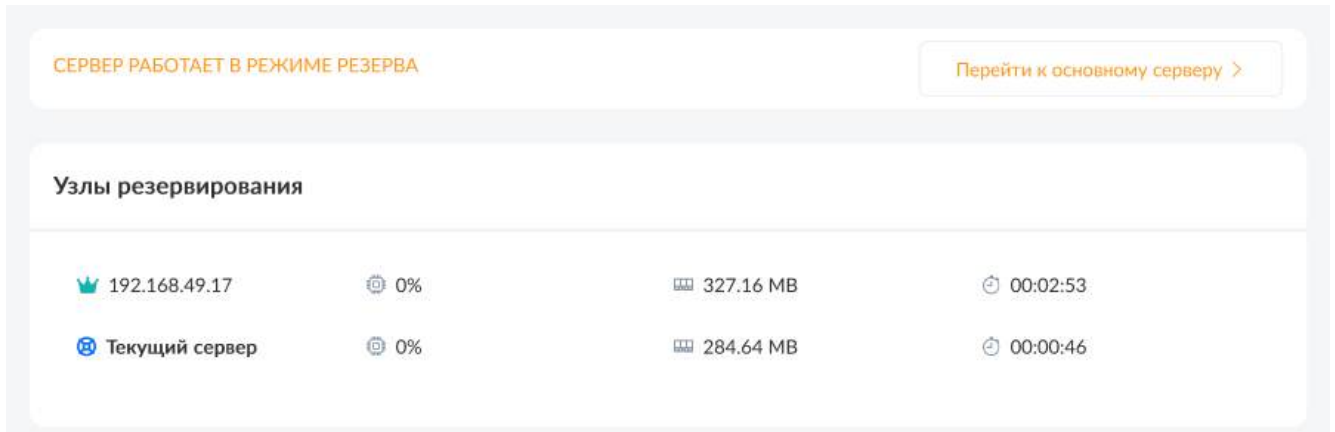 СЕРВЕР РАБОТАЕТ В РЕЖИМЕ РЕЗЕРВА
Перейти к основному серверу >
Узлы резервирования
192.168.49.17 0% 327.16 MB 00:02:53
Текущий сервер 0% 284.64 MB 00:00:46